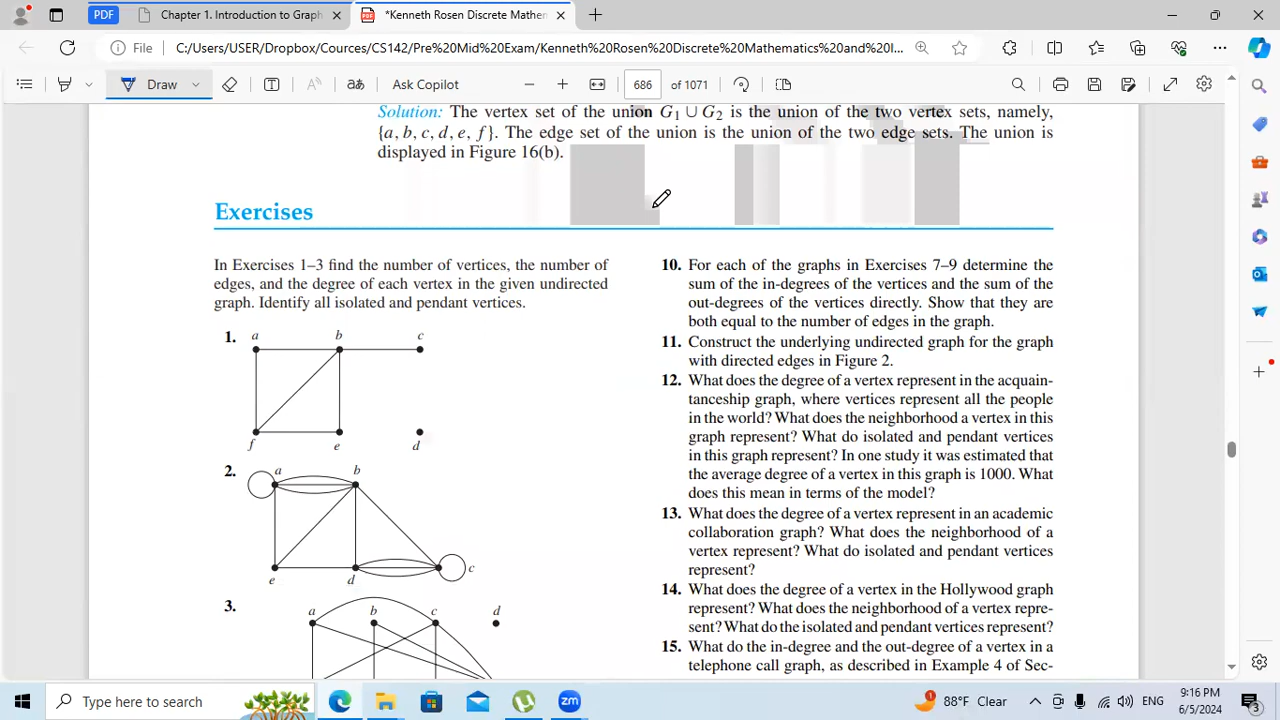 PDF
Chapter 1. Introduction to Graph
*Kenneth Rosen Discrete Mathen
File
C:/Users/USER/Dropbox/Cources/CS142/Pre%20Mid%20Exam/Kenneth%20Rosen%20Discrete%20Mathematics%20and%20I...
Draw
Ask Copilot
686
of 1071
Solution: The vertex set of the union G1 ∪ G2 is the union of the two vertex sets, namely,
{a, b, c, d, e, f}. The edge set of the union is the union of the two edge sets. The union is
displayed in Figure 16(b).
Exercises
In Exercises 1–3 find the number of vertices, the number of
edges, and the degree of each vertex in the given undirected
graph. Identify all isolated and pendant vertices.
1.
a
b
c
f
e
d
2.
a
b
e
d
c
3.
a
b
c
d
10. For each of the graphs in Exercises 7–9 determine the
sum of the in-degrees of the vertices and the sum of the
out-degrees of the vertices directly. Show that they are
both equal to the number of edges in the graph.
11. Construct the underlying undirected graph for the graph
with directed edges in Figure 2.
12. What does the degree of a vertex represent in the acquain-
tanceship graph, where vertices represent all the people
in the world? What does the neighborhood a vertex in this
graph represent? What do isolated and pendant vertices
in this graph represent? In one study it was estimated that
the average degree of a vertex in this graph is 1000. What
does this mean in terms of the model?
13. What does the degree of a vertex represent in an academic
collaboration graph? What does the neighborhood of a
vertex represent? What do isolated and pendant vertices
represent?
14. What does the degree of a vertex in the Hollywood graph
represent? What does the neighborhood of a vertex repre-
sent? What do the isolated and pendant vertices represent?
15. What do the in-degree and the out-degree of a vertex in a
telephone call graph, as described in Example 4 of Sec-
Type here to search
88°F Clear
ENG
9:16 PM
6/5/2024
3